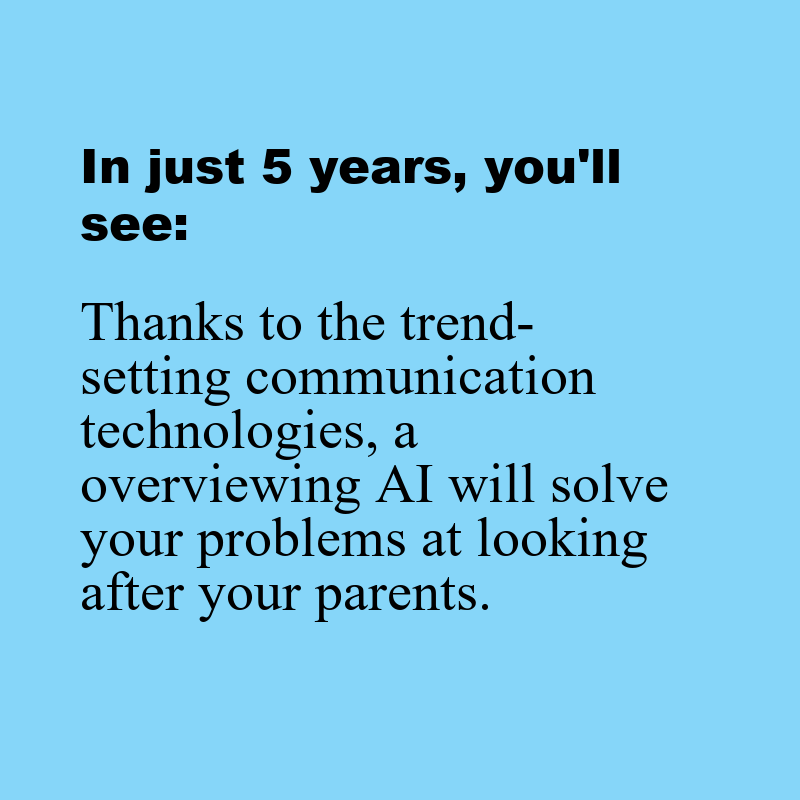 In just 5 years, you'll
see:
Thanks to the trend-
setting communication
technologies, a
overviewing AI will solve
your problems at looking
after your parents.